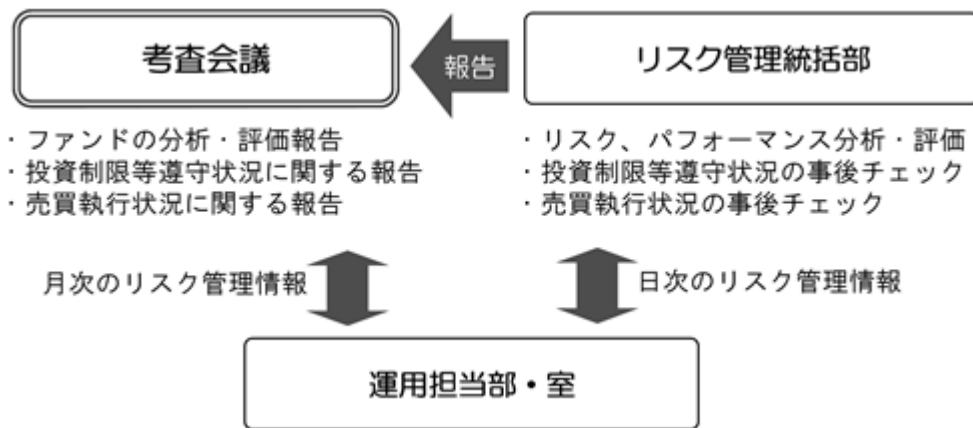 考査会議
報告
リスク管理統括部
・ファンドの分析・評価報告
・投資制限等遵守状況に関する報告
・売買執行状況に関する報告
・リスク、パフォーマンス分析・評価
・投資制限等遵守状況の事後チェック
・売買執行状況の事後チェック
月次のリスク管理情報
日次のリスク管理情報
運用担当部・室